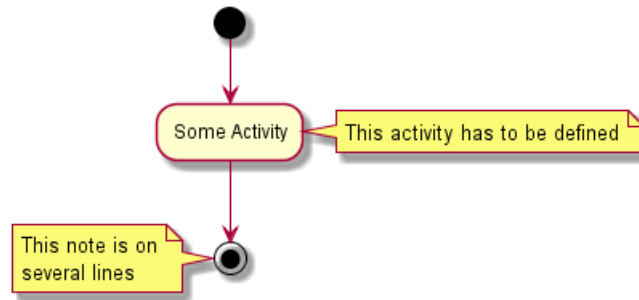 Some Activity
This activity has to be defined
This note is on
several lines